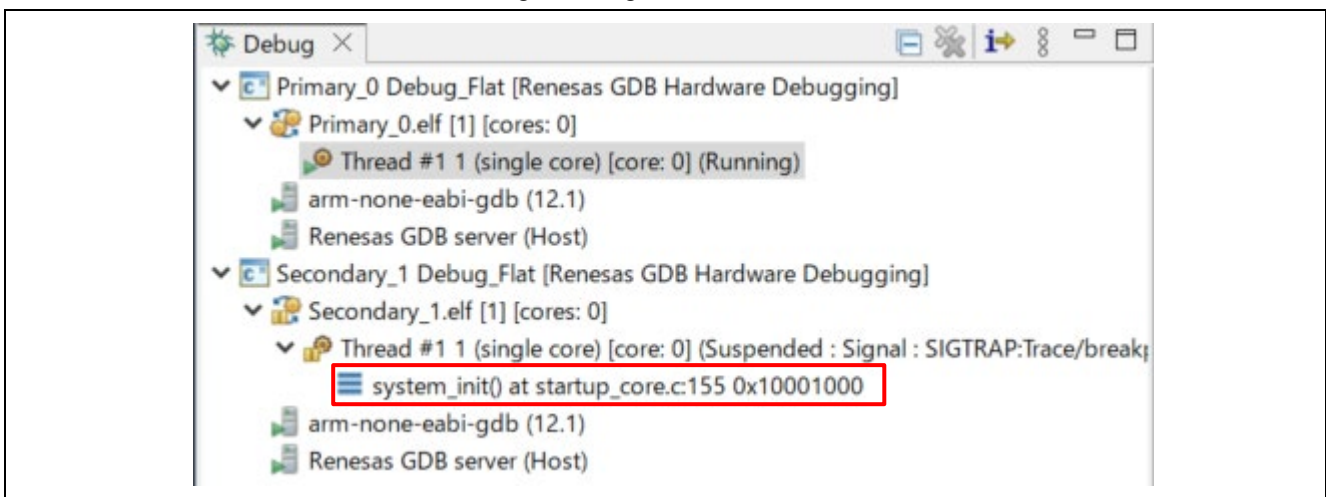 Debug
Primary_0 Debug_Flat [Renesas GDB Hardware Debugging]
Primary_0.elf [1] [cores: 0]
Thread #1 1 (single core) [core: 0] (Running)
arm-none-eabi-gdb (12.1)
Renesas GDB server (Host)
Secondary_1 Debug_Flat [Renesas GDB Hardware Debugging]
Secondary_1.elf [1] [cores: 0]
Thread #1 1 (single core) [core: 0] (Suspended : Signal : SIGTRAP:Trace/break
system_init() at startup_core.c:155 0x10001000
arm-none-eabi-gdb (12.1)
Renesas GDB server (Host)